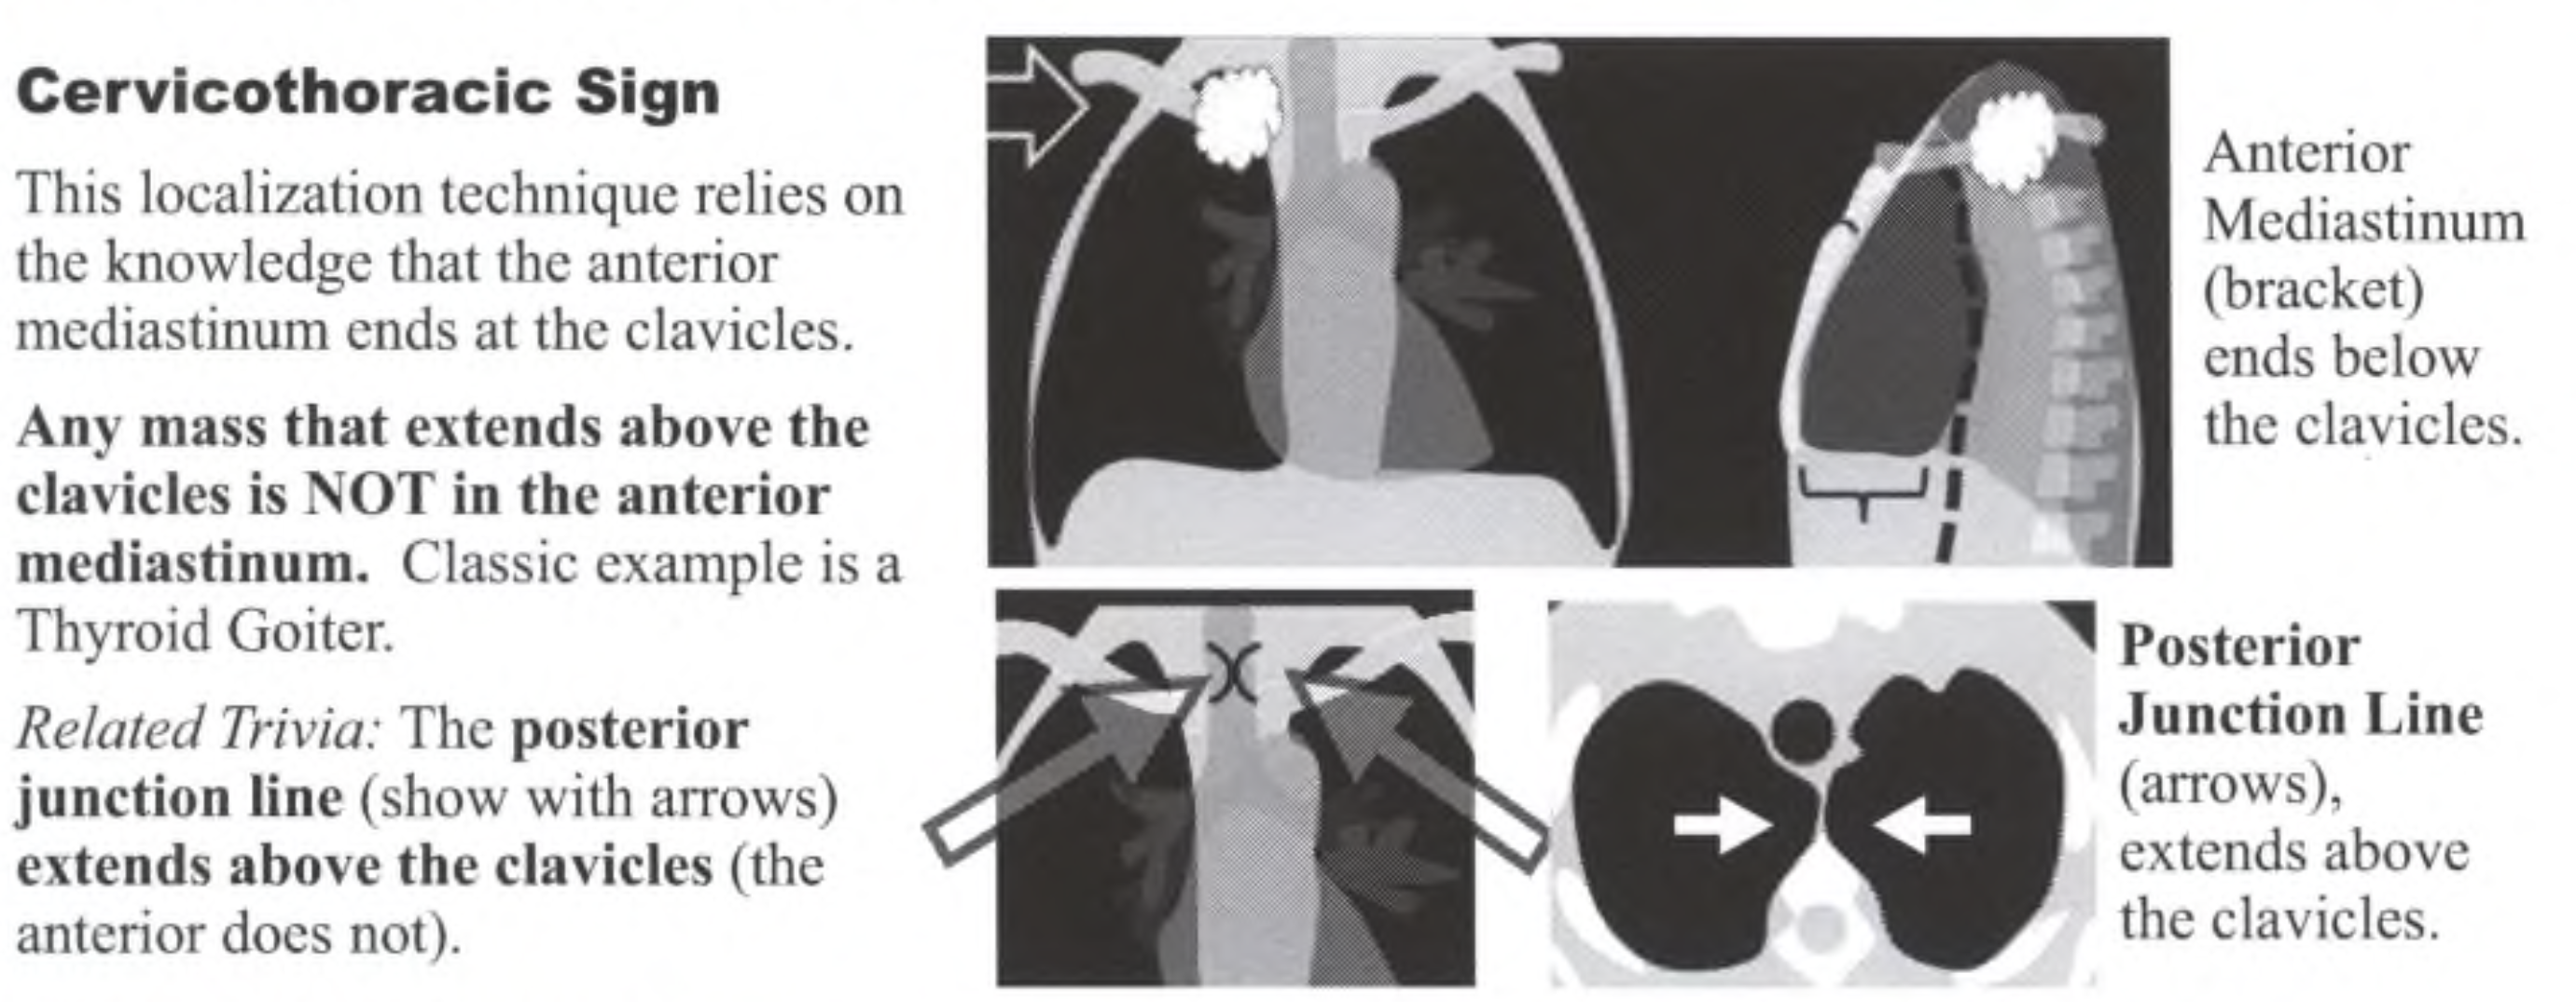 Cervicothoracic Sign
This localization technique relies on
the knowledge that the anterior
mediastinum ends at the clavicles.
Any mass that extends above the
clavicles is NOT in the anterior
mediastinum. Classic example is a
Thyroid Goiter.
Related Trivia: The posterior
junction line (show with arrows)
extends above the clavicles (the
anterior does not).
Anterior
Mediastinum
(bracket)
ends below
the clavicles.
Posterior
Junction Line
(arrows),
extends above
the clavicles.